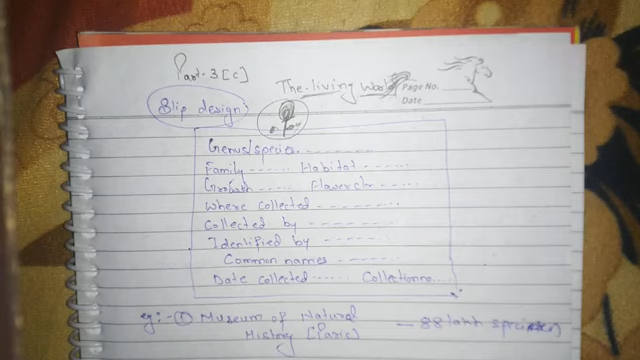 Part-3[C]
The living World
Page No.
Date
Slip design:
Genus/species.........
Family ...... Habitat ......
Growth ...... Flower clr ......
Where collected ---------
Collected by ---------
Identified by -------
Common names -------
Date collected ...... Collection no....
eg:- ① Museum of Natural
History [Paris] — 88 lakh